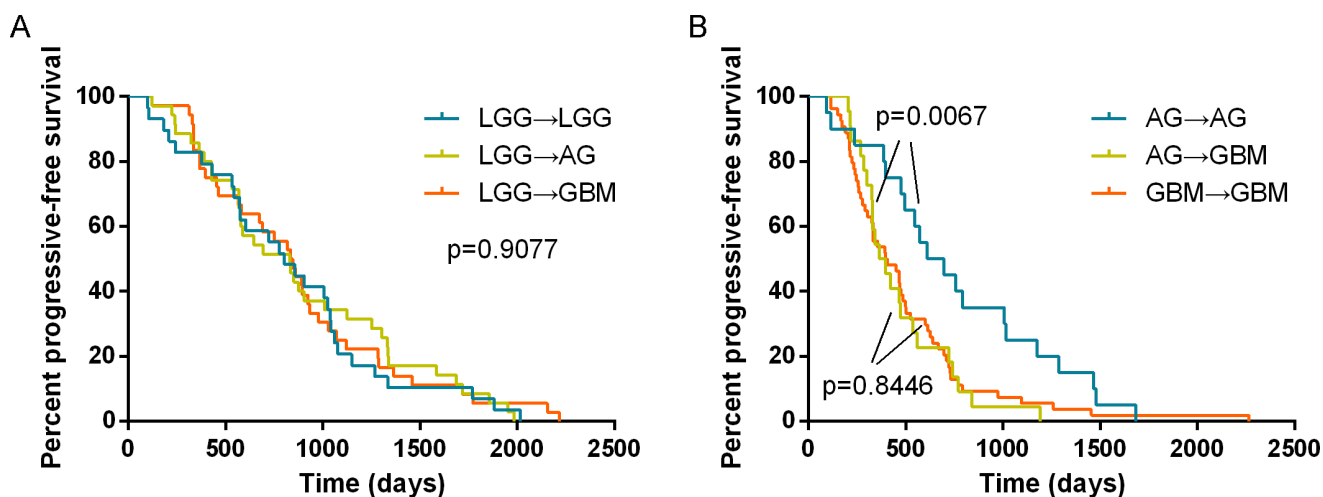 A
Percent progressive-free survival
100
80
60
40
20
0
0 500 1000 1500 2000 2500
Time (days)
LGG→LGG
LGG→AG
LGG→GBM
p=0.9077
B
Percent progressive-free survival
100
80
60
40
20
0
0 500 1000 1500 2000 2500
Time (days)
p=0.0067
p=0.8446
AG→AG
AG→GBM
GBM→GBM